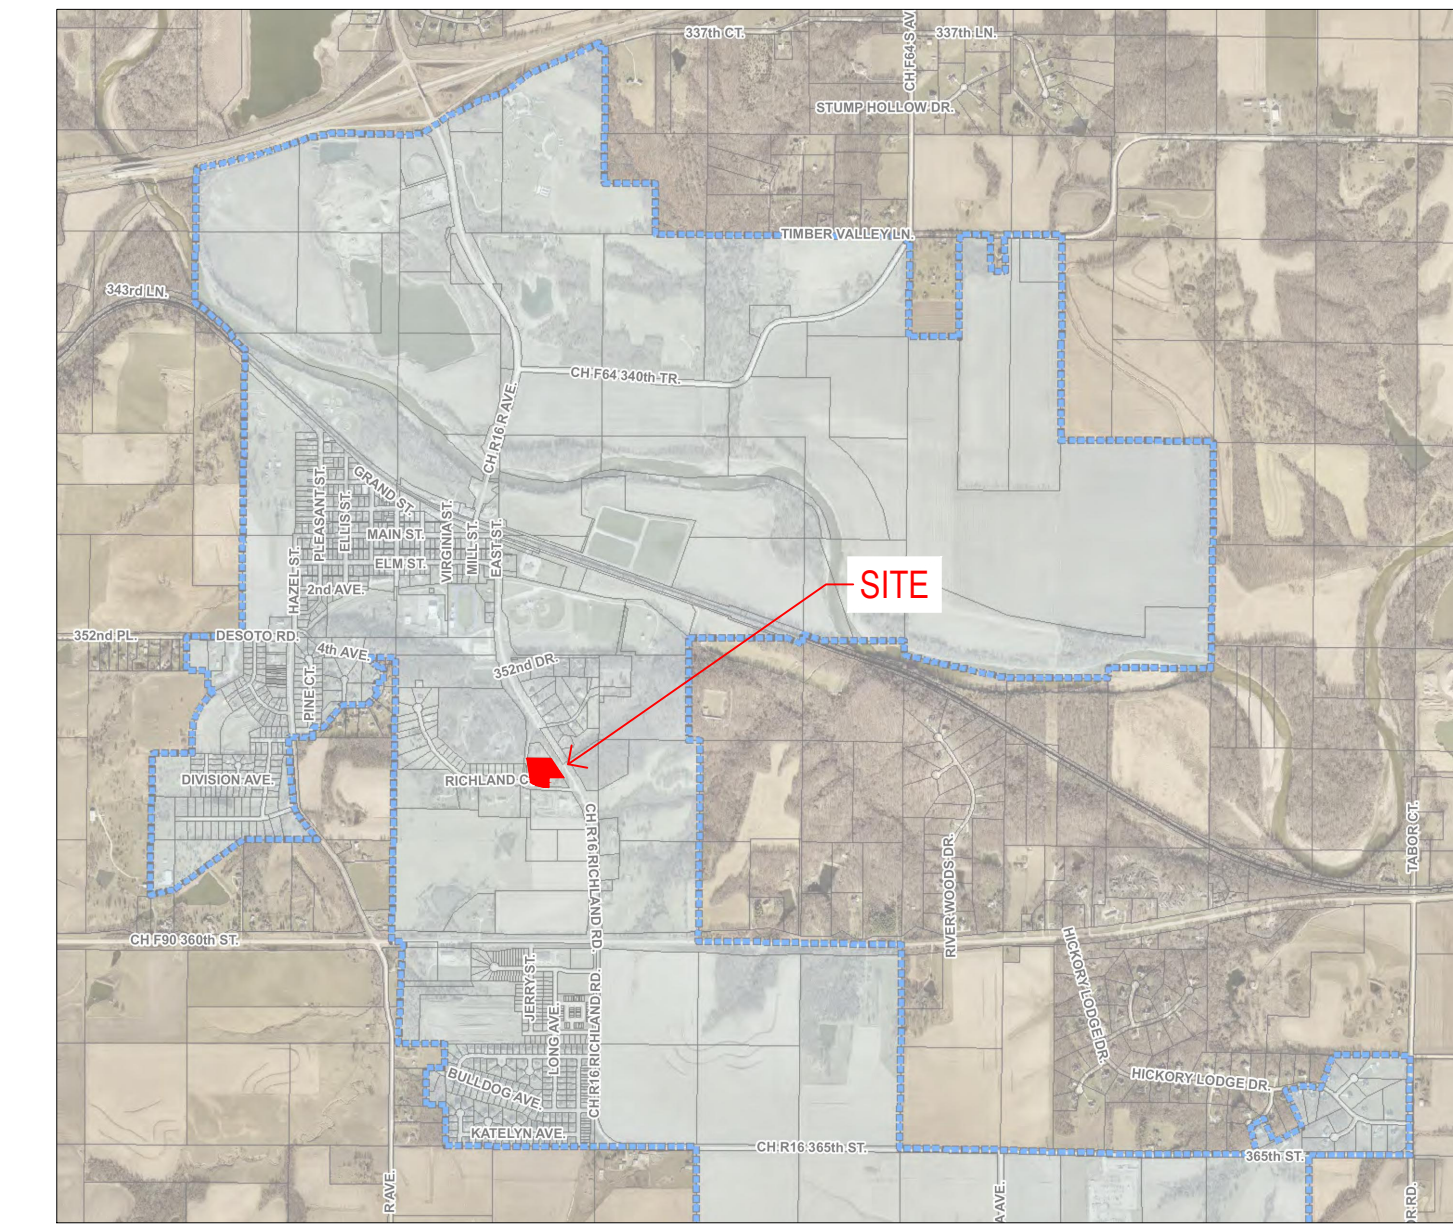 337th CT.
CH F64 S AV
337th LN.
STUMP HOLLOW DR.
TIMBER VALLEY LN.
343rd LN.
CH F64 340th TR.
CH R16 R AVE.
GRAND ST.
PLEASANT ST.
ELLIS ST.
MAIN ST.
VIRGINIA ST.
MILL ST.
EAST ST.
ELM ST.
HAZEL ST.
2nd AVE.
SITE
352nd PL.
DESOTO RD.
4th AVE.
352nd DR.
PINE CT.
DIVISION AVE.
RICHLAND C
CH R16 RICHLAND RD.
RIVER WOODS DR.
TABOR CT.
CH F90 360th ST.
HICKORY LODGE DR.
JERRY ST.
LONG AVE.
CH R16 RICHLAND RD.
BULLDOG AVE.
HICKORY LODGE DR.
KATELYN AVE.
CH R16 365th ST.
365th ST.
R AVE.
A AVE.
R RD.